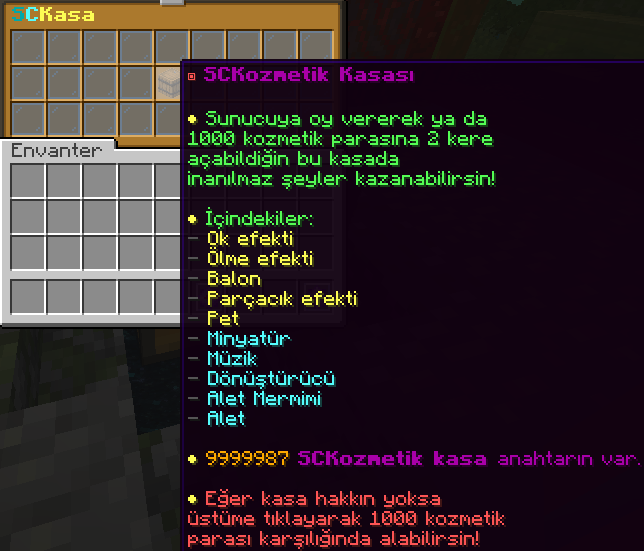 SCKasa
SCKozmetik Kasası
Sunucuya oy vererek ya da
1000 kozmetik parasına 2 kere
açabildiğin bu kasada
inanılmaz şeyler kazanabilirsin!
Envanter
İçindekiler:
- Ok efekti
- Ölme efekti
- Balon
- Parçacık efekti
- Pet
- Minyatür
- Müzik
- Dönüştürücü
- Alet Mermimi
- Alet
9999987 SCKozmetik kasa anahtarın var.
Eğer kasa hakkın yoksa
üstüme tıklayarak 1000 kozmetik
parası karşılığında alabilirsin!